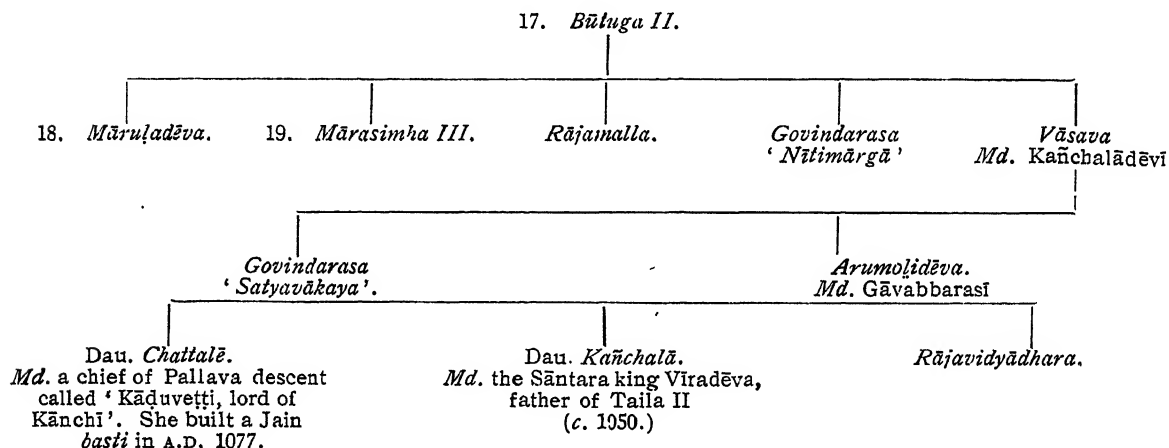 17. Būtuga II.
18. Māruḷadēva. 19. Mārasimha III. Rājamalla. Govindarasa Vāsava
‘ Nītimārgā ’ Md. Kañchalādēvī
Govindarasa Arumoḷidēva.
‘ Satyavākaya ’. Md. Gāvabbarasī
Dau. Chattalē. Dau. Kañchalā. Rājavidyādhara.
Md. a chief of Pallava descent Md. the Sāntara king Vīradēva,
called ‘ Kāḍuveṭṭi, lord of father of Taila II
Kānchī ’. She built a Jain (c. 1050.)
basti in A.D. 1077.